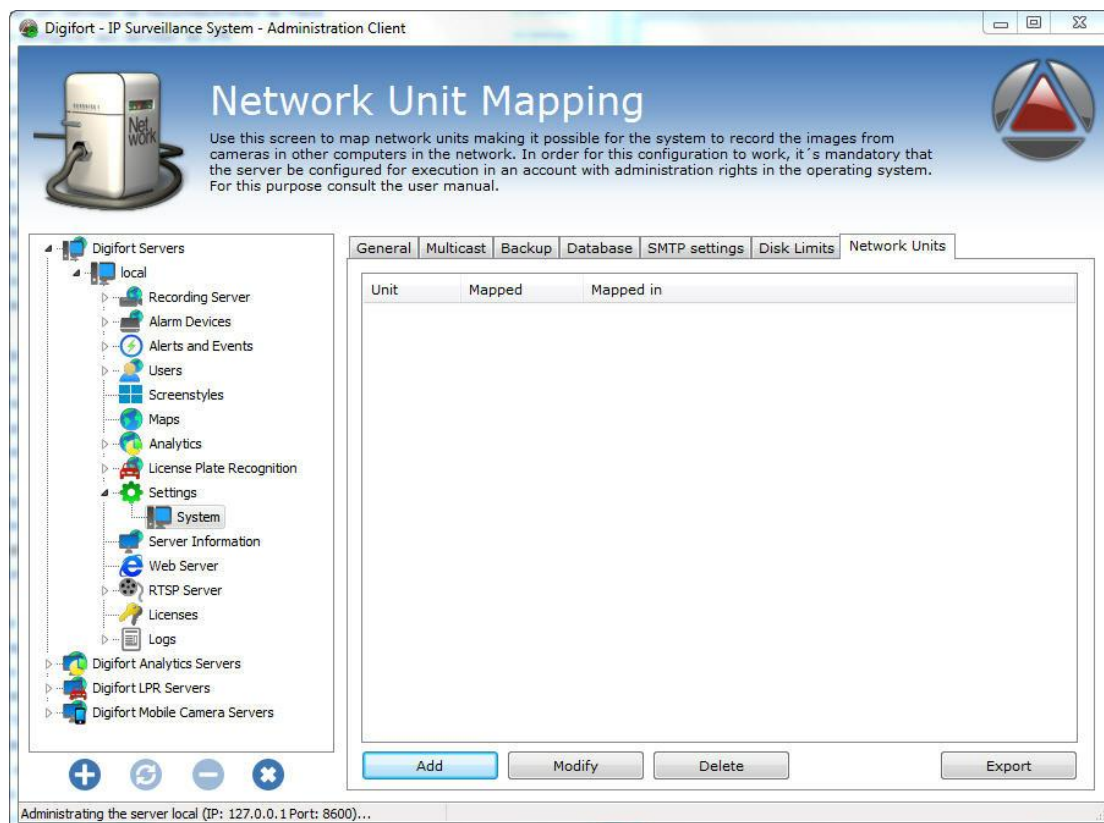 Digifort - IP Surveillance System - Administration Client
Network Unit Mapping
Use this screen to map network units making it possible for the system to record the images from
cameras in other computers in the network. In order for this configuration to work, it´s mandatory that
the server be configured for execution in an account with administration rights in the operating system.
For this purpose consult the user manual.
Net
work
Digifort Servers
local
Recording Server
Alarm Devices
Alerts and Events
Users
Screenstyles
Maps
Analytics
License Plate Recognition
Settings
System
Server Information
Web Server
RTSP Server
Licenses
Logs
Digifort Analytics Servers
Digifort LPR Servers
Digifort Mobile Camera Servers
General Multicast Backup Database SMTP settings Disk Limits Network Units
Unit Mapped Mapped in
Add Modify Delete Export
Administrating the server local (IP: 127.0.0.1 Port: 8600)...